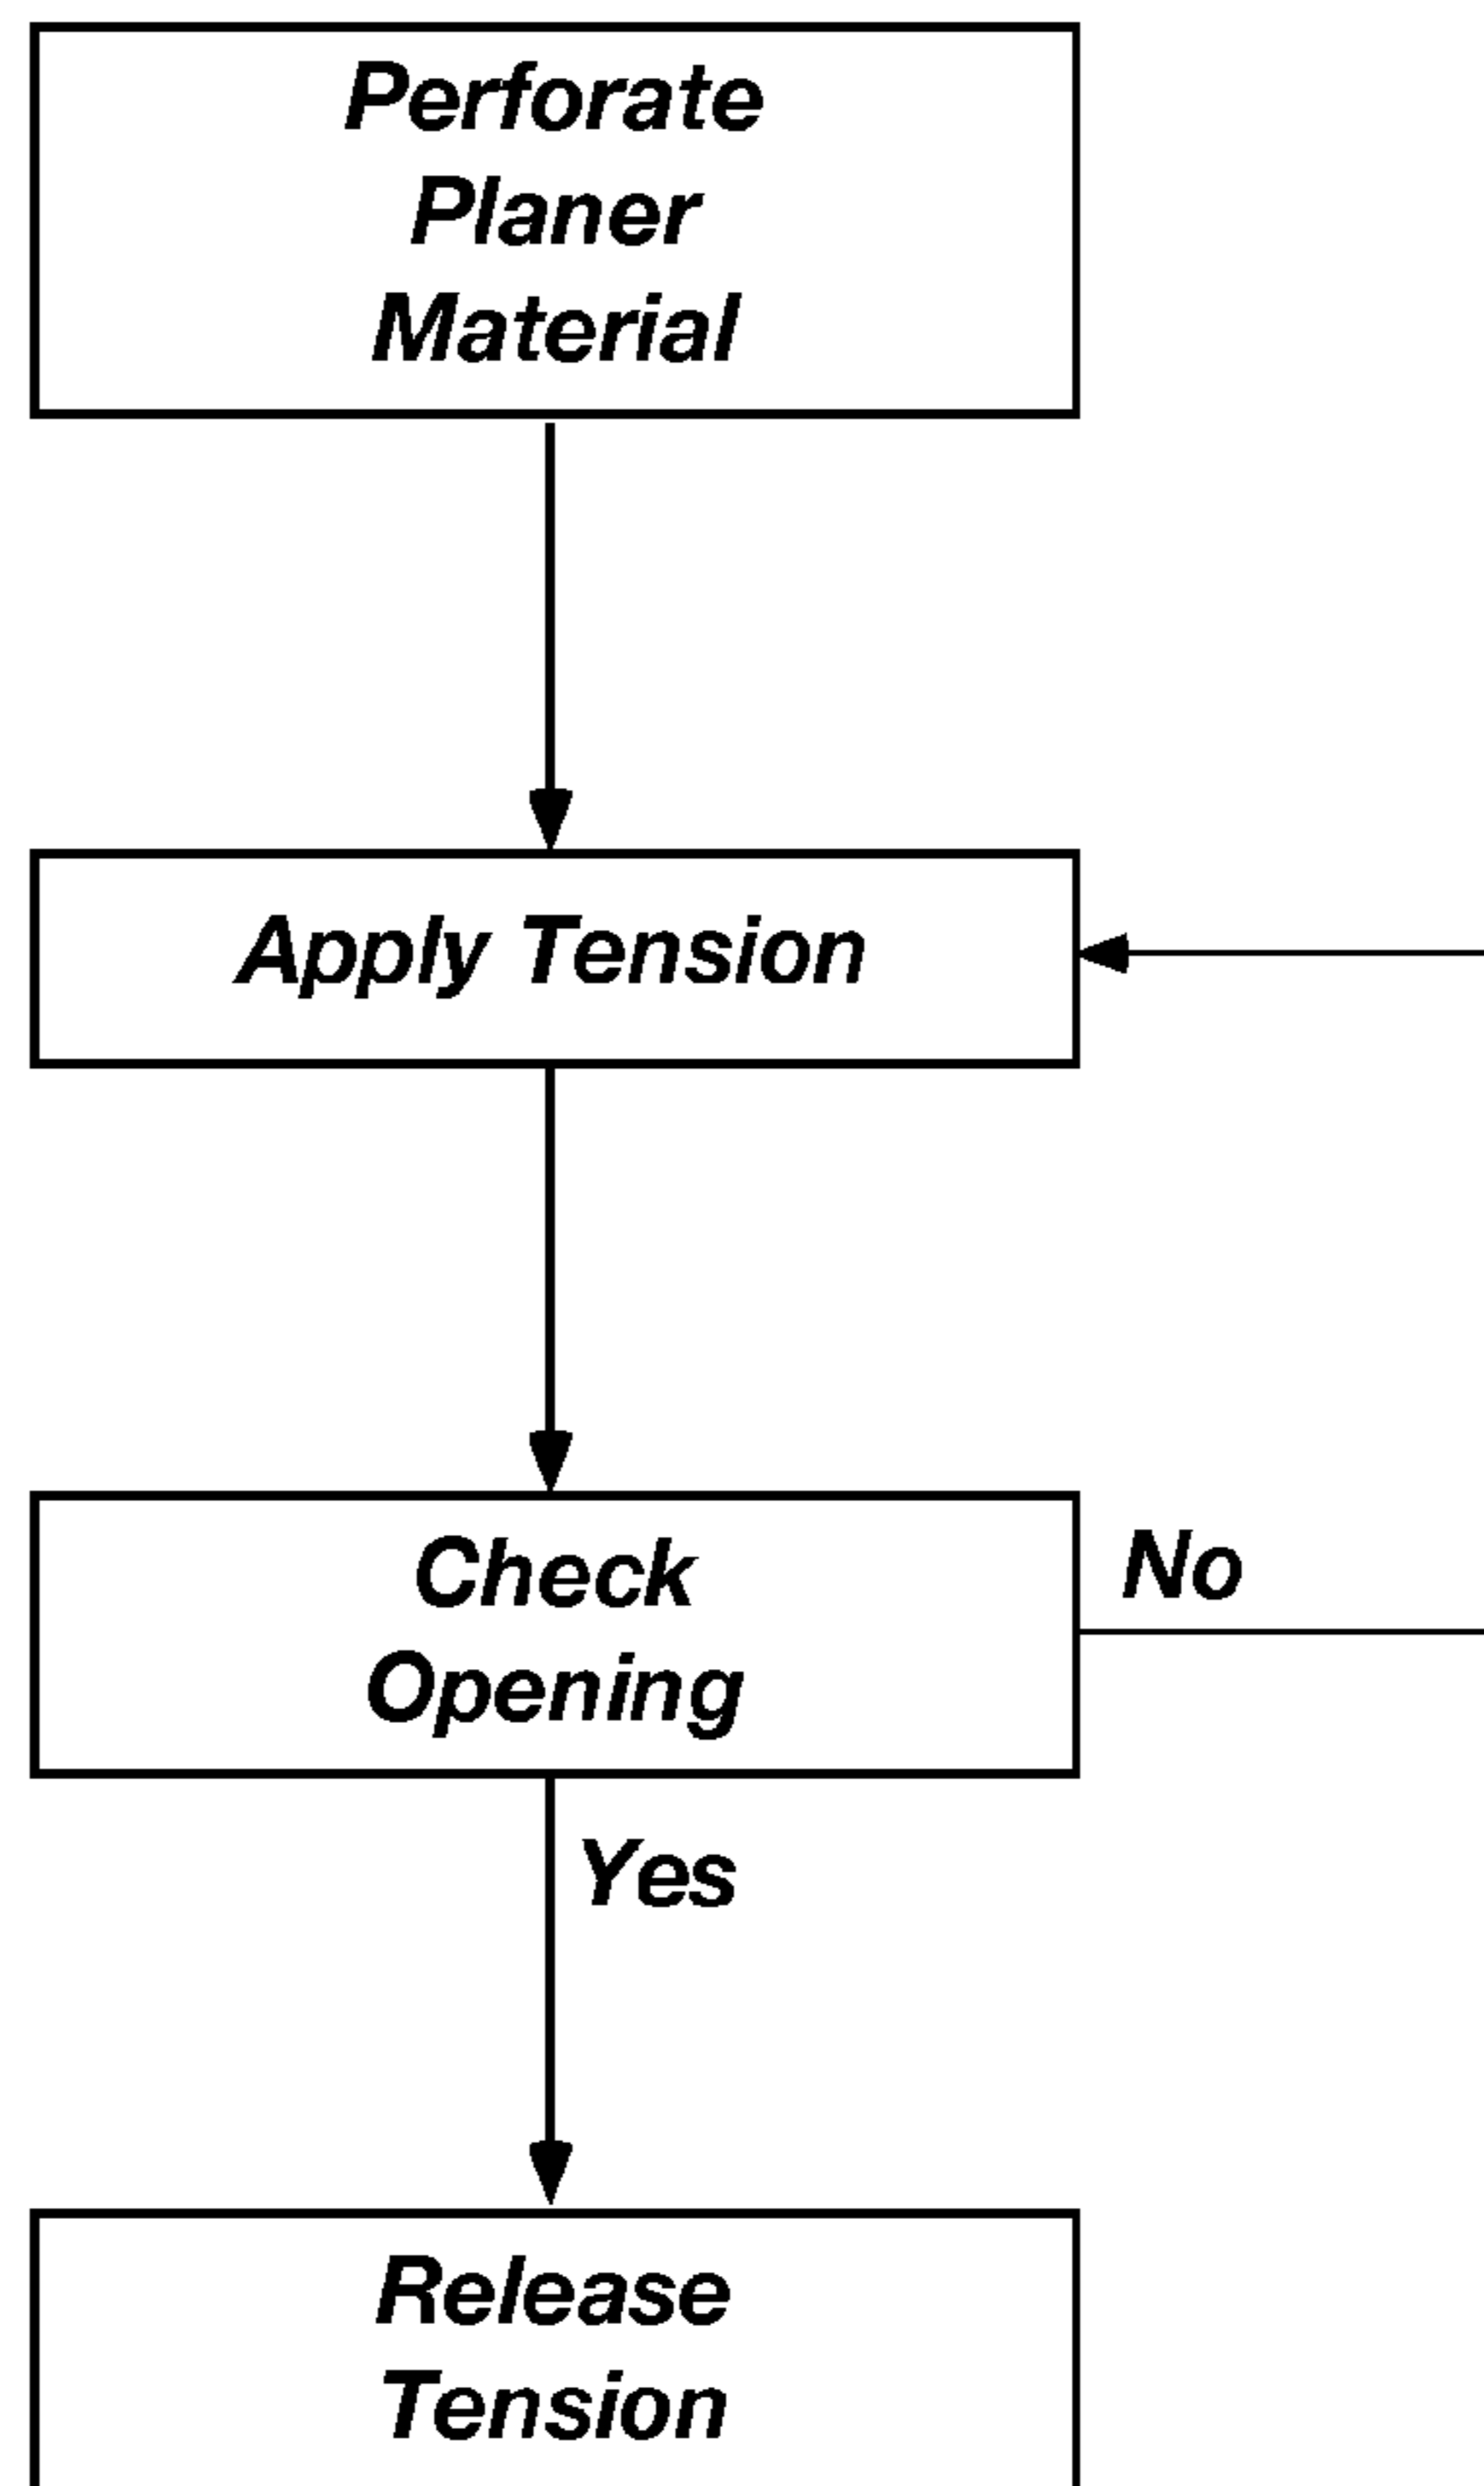 Perforate
Planer
Material
Apply Tension
Check
Opening
No
Yes
Release
Tension